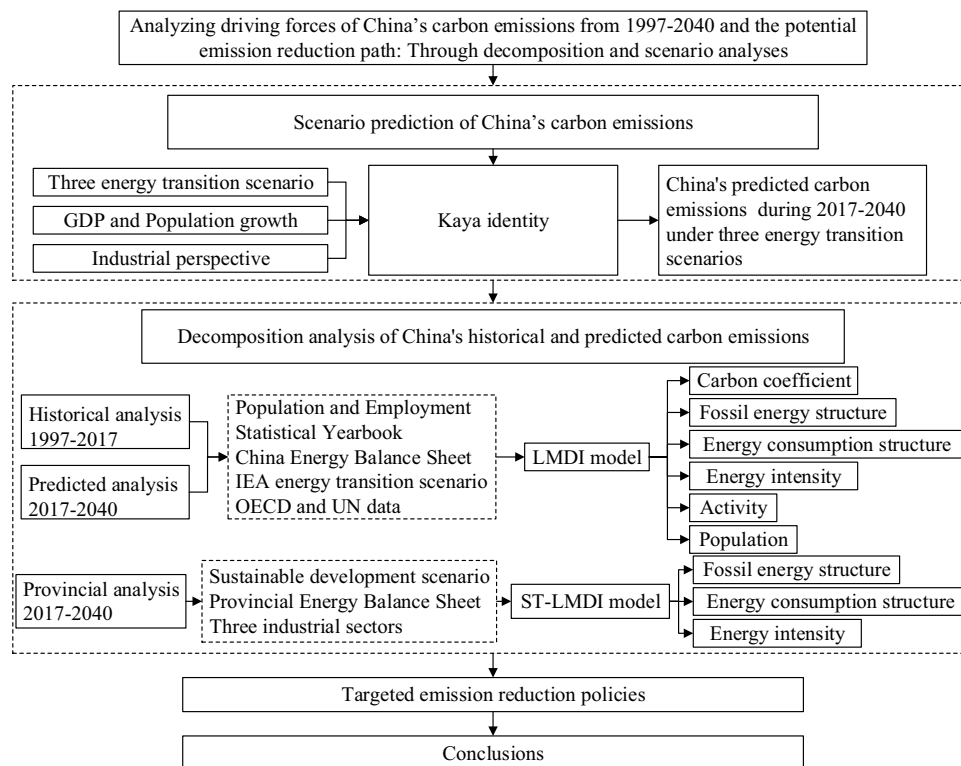 Analyzing driving forces of China’s carbon emissions from 1997-2040 and the potential
emission reduction path: Through decomposition and scenario analyses
Scenario prediction of China’s carbon emissions
Three energy transition scenario
GDP and Population growth
Industrial perspective
Kaya identity
China's predicted carbon
emissions during 2017-2040
under three energy transition
scenarios
Decomposition analysis of China's historical and predicted carbon emissions
Historical analysis
1997-2017
Predicted analysis
2017-2040
Population and Employment
Statistical Yearbook
China Energy Balance Sheet
IEA energy transition scenario
OECD and UN data
LMDI model
Carbon coefficient
Fossil energy structure
Energy consumption structure
Energy intensity
Activity
Population
Provincial analysis
2017-2040
Sustainable development scenario
Provincial Energy Balance Sheet
Three industrial sectors
ST-LMDI model
Fossil energy structure
Energy consumption structure
Energy intensity
Targeted emission reduction policies
Conclusions